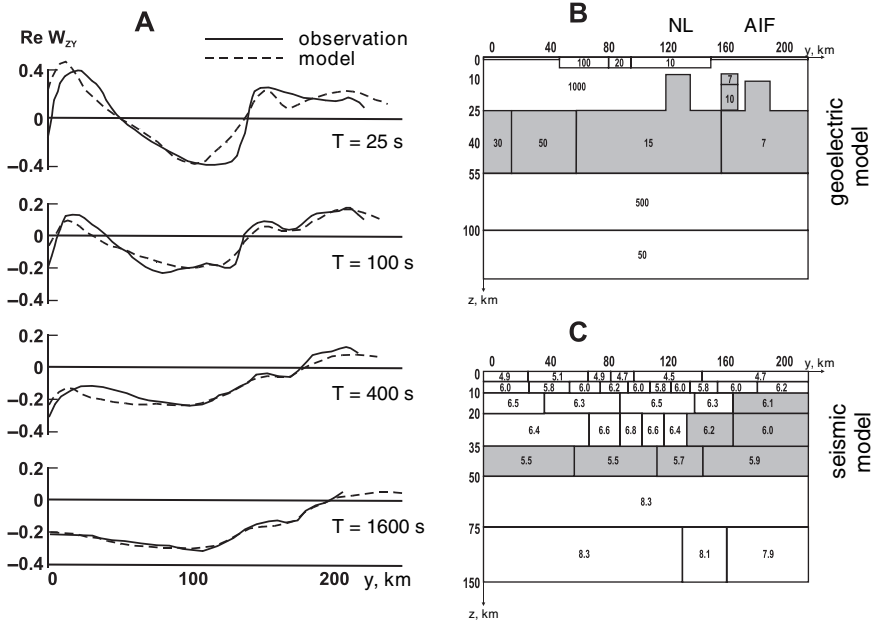 A
Re W_ZY
observation
model
0.4
0
−0.4
T = 25 s
0.2
0
−0.2
−0.4
T = 100 s
0.2
0
−0.2
−0.4
T = 400 s
0.2
0
−0.2
−0.4
T = 1600 s
0 100 200 y, km
B
NL AIF
0 40 80 120 160 200 y, km
0
10
25
40
55
100
z, km
100 20 10
1000
7
10
30 50 15 7
500
50
geoelectric
model
C
0 40 80 120 160 200 y, km
0
10
20
35
50
75
150
z, km
4.9 5.1 4.9 4.7 4.5 4.7
6.0 5.8 6.0 6.2 6.0 5.8 6.0 5.8 6.0 6.2
6.5 6.3 6.5 6.3 6.1
6.4 6.6 6.8 6.6 6.4 6.2 6.0
5.5 5.5 5.7 5.9
8.3
8.3 8.1 7.9
seismic
model